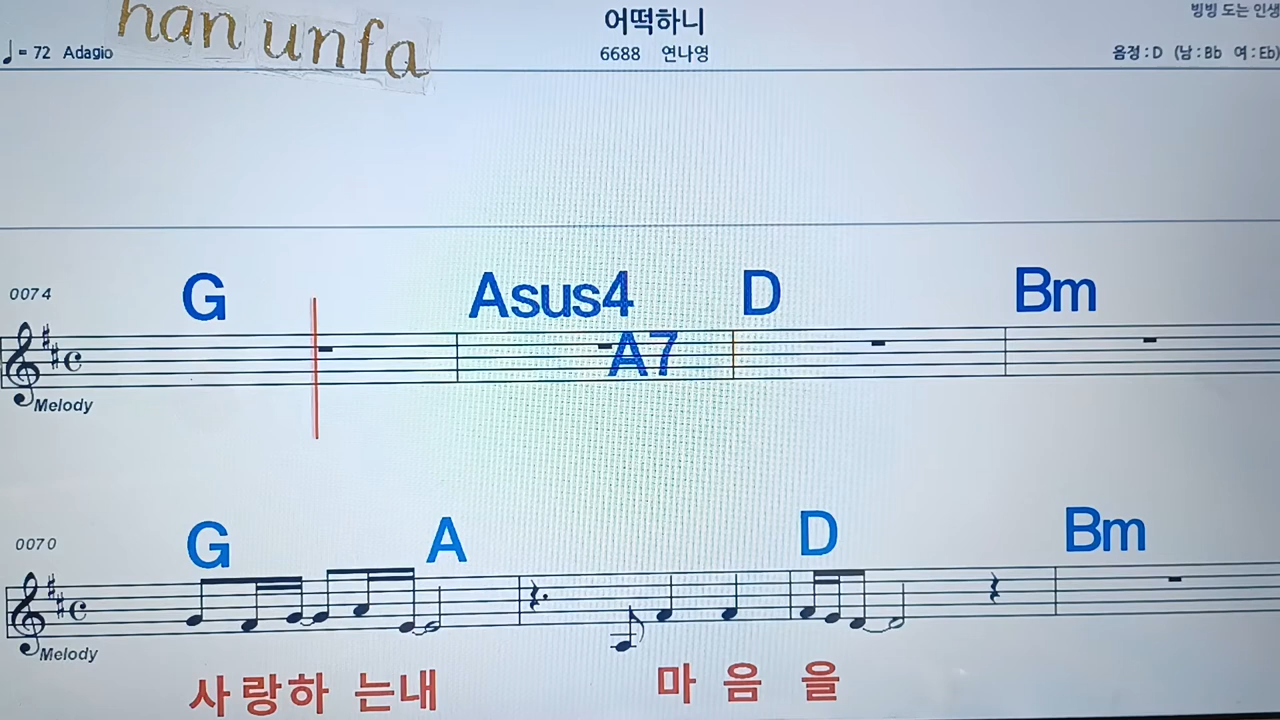 han unfa
어떡하니
빙빙 도는 인생
♩= 72 Adagio
6688 연나영
음정 : D (남 : Bb 여 : Eb)
G Asus4 D Bm
0074
A7
Melody
G A D Bm
0070
Melody
사랑하 는내 마 음 을